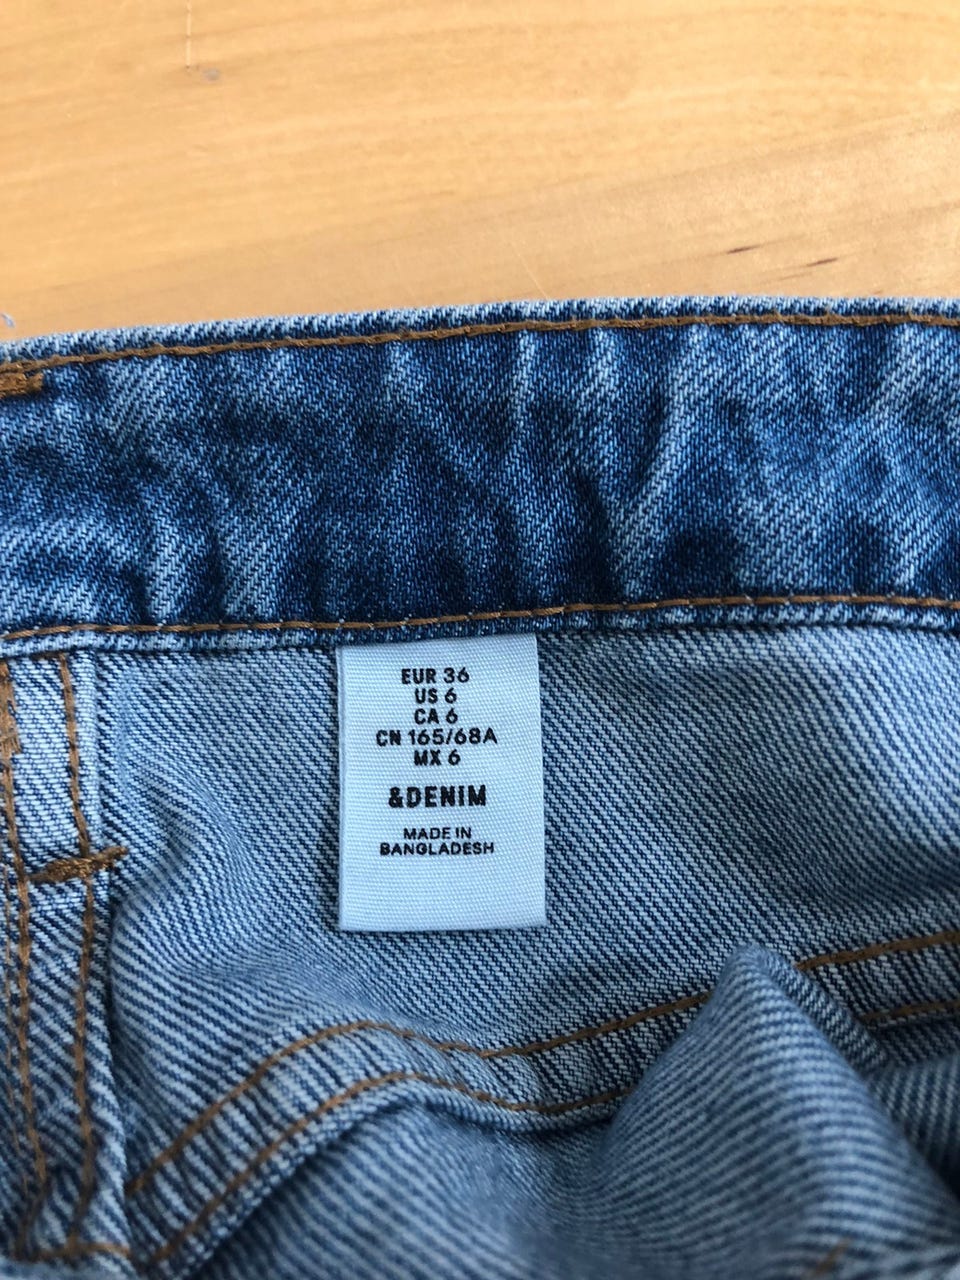 EUR 36
US 6
CA 6
CN 165/68A
MX 6
&DENIM
MADE IN
BANGLADESH